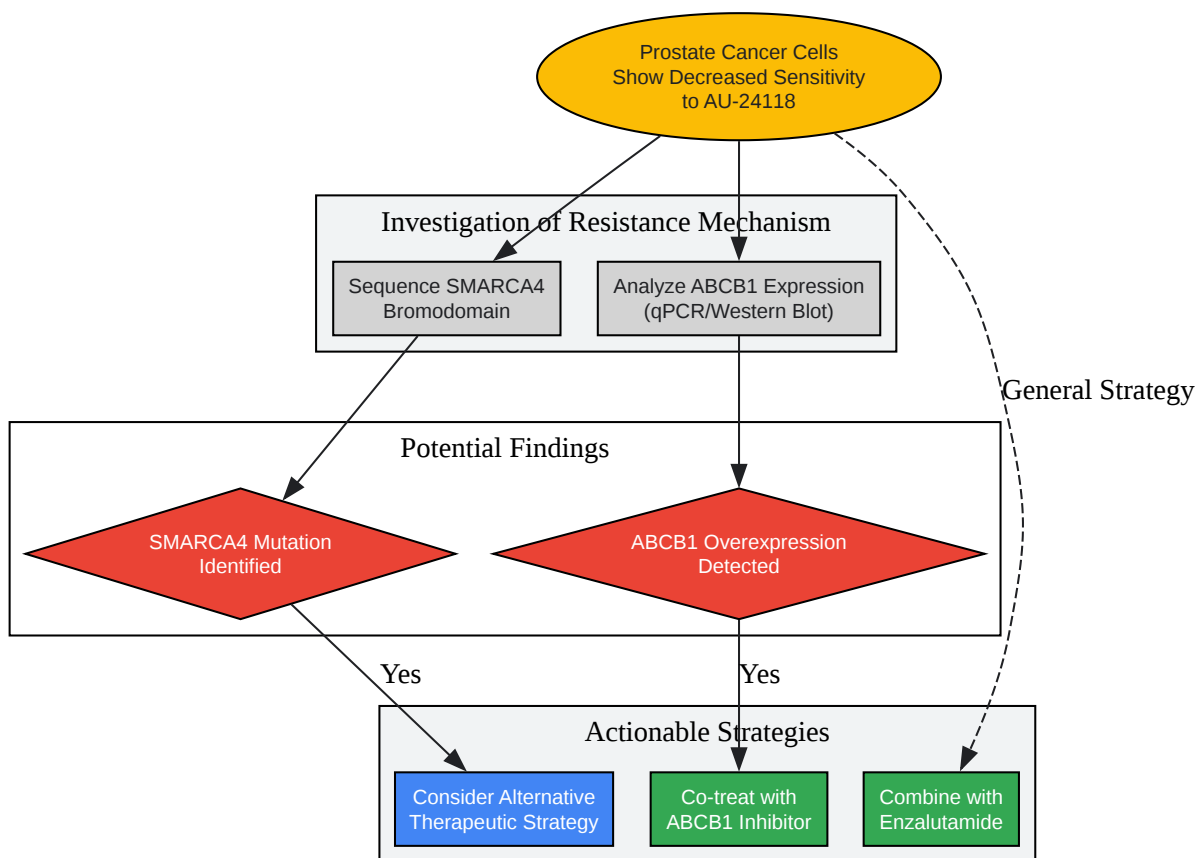 Prostate Cancer Cells
Show Decreased Sensitivity
to AU-24118
Investigation of Resistance Mechanism
Sequence SMARCA4
Bromodomain
Analyze ABCB1 Expression
(qPCR/Western Blot)
General Strategy
Potential Findings
SMARCA4 Mutation
Identified
ABCB1 Overexpression
Detected
Yes
Yes
Actionable Strategies
Consider Alternative
Therapeutic Strategy
Co-treat with
ABCB1 Inhibitor
Combine with
Enzalutamide